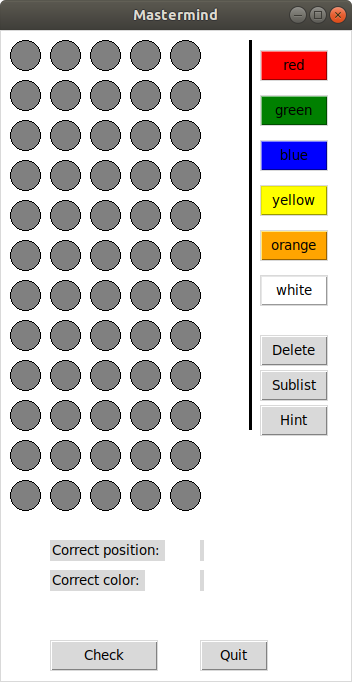 Mastermind
red
green
blue
yellow
orange
white
Delete
Sublist
Hint
Correct position:
Correct color:
Check
Quit